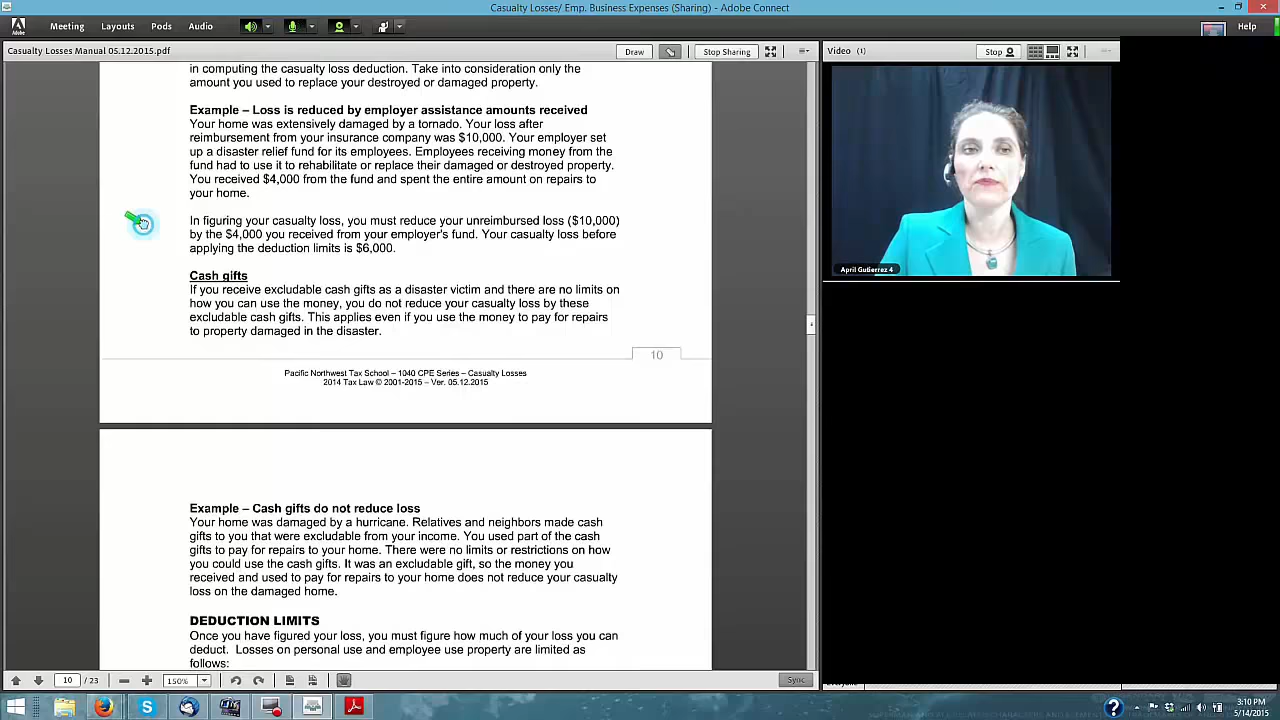 Casualty Losses/ Emp. Business Expenses (Sharing) - Adobe Connect
Meeting Layouts Pods Audio Help
Casualty Losses Manual 05.12.2015.pdf
Draw Stop Sharing
Video (1)
Stop
in computing the casualty loss deduction. Take into consideration only the
amount you used to replace your destroyed or damaged property.
Example – Loss is reduced by employer assistance amounts received
Your home was extensively damaged by a tornado. Your loss after
reimbursement from your insurance company was $10,000. Your employer set
up a disaster relief fund for its employees. Employees receiving money from the
fund had to use it to rehabilitate or replace their damaged or destroyed property.
You received $4,000 from the fund and spent the entire amount on repairs to
your home.
In figuring your casualty loss, you must reduce your unreimbursed loss ($10,000)
by the $4,000 you received from your employer's fund. Your casualty loss before
applying the deduction limits is $6,000.
Cash gifts
If you receive excludable cash gifts as a disaster victim and there are no limits on
how you can use the money, you do not reduce your casualty loss by these
excludable cash gifts. This applies even if you use the money to pay for repairs
to property damaged in the disaster.
10
Pacific Northwest Tax School – 1040 CPE Series – Casualty Losses
2014 Tax Law © 2001-2015 – Ver. 05.12.2015
Example – Cash gifts do not reduce loss
Your home was damaged by a hurricane. Relatives and neighbors made cash
gifts to you that were excludable from your income. You used part of the cash
gifts to pay for repairs to your home. There were no limits or restrictions on how
you could use the cash gifts. It was an excludable gift, so the money you
received and used to pay for repairs to your home does not reduce your casualty
loss on the damaged home.
DEDUCTION LIMITS
Once you have figured your loss, you must figure how much of your loss you can
deduct. Losses on personal use and employee use property are limited as
follows:
April Gutierrez 4
10 / 23
150%
Sync
3:10 PM
5/14/2015